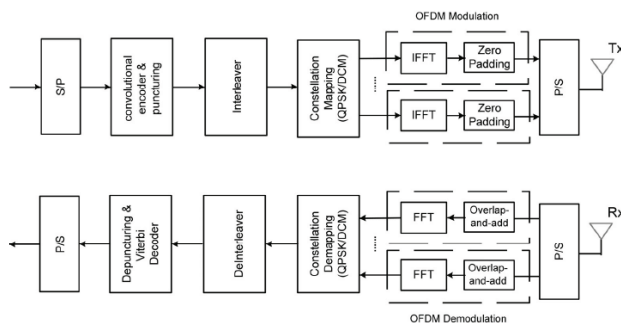 OFDM Modulation
S/P
convolutional
encoder &
puncturing
Interleaver
Constellation
Mapping
(QPSK/DCM)
IFFT
Zero
Padding
IFFT
Zero
Padding
P/S
Tx
P/S
Depuncturing &
Viterbi
Decoder
DeInterleaver
Constellation
Demapping
(QPSK/DCM)
FFT
Overlap-
and-add
FFT
Overlap-
and-add
P/S
Rx
OFDM Demodulation